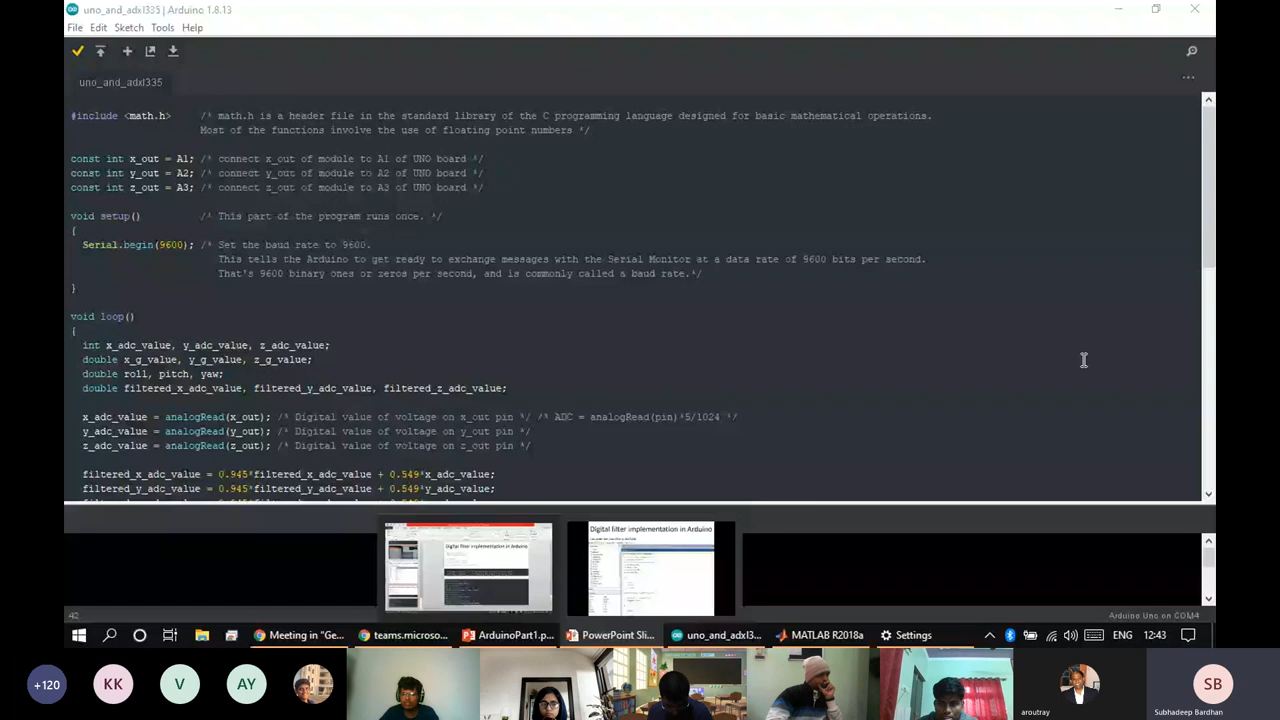 uno_and_adxl335 | Arduino 1.8.13
File Edit Sketch Tools Help
uno_and_adxl335
#include <math.h> /* math.h is a header file in the standard library of the C programming language designed for basic mathematical operations.
Most of the functions involve the use of floating point numbers */
const int x_out = A1; /* connect x_out of module to A1 of UNO board */
const int y_out = A2; /* connect y_out of module to A2 of UNO board */
const int z_out = A3; /* connect z_out of module to A3 of UNO board */
void setup() /* This part of the program runs once. */
{
Serial.begin(9600); /* Set the baud rate to 9600.
This tells the Arduino to get ready to exchange messages with the Serial Monitor at a data rate of 9600 bits per second.
That's 9600 binary ones or zeros per second, and is commonly called a baud rate.*/
}
void loop()
{
int x_adc_value, y_adc_value, z_adc_value;
double x_g_value, y_g_value, z_g_value;
double roll, pitch, yaw;
double filtered_x_adc_value, filtered_y_adc_value, filtered_z_adc_value;
x_adc_value = analogRead(x_out); /* Digital value of voltage on x_out pin */ /* ADC = analogRead(pin)*5/1024 */
y_adc_value = analogRead(y_out); /* Digital value of voltage on y_out pin */
z_adc_value = analogRead(z_out); /* Digital value of voltage on z_out pin */
filtered_x_adc_value = 0.945*filtered_x_adc_value + 0.549*x_adc_value;
filtered_y_adc_value = 0.945*filtered_y_adc_value + 0.549*y_adc_value;
Digital filter implementation in Arduino
Digital filter implementation in Arduino
42
Arduino Uno on COM4
Meeting in "Ge... teams.microso... ArduinoPart1.p... PowerPoint Sli... uno_and_adxl3... MATLAB R2018a Settings ENG 12:43
+120 KK V AY SB
aroutray
Subhadeep Bardhan